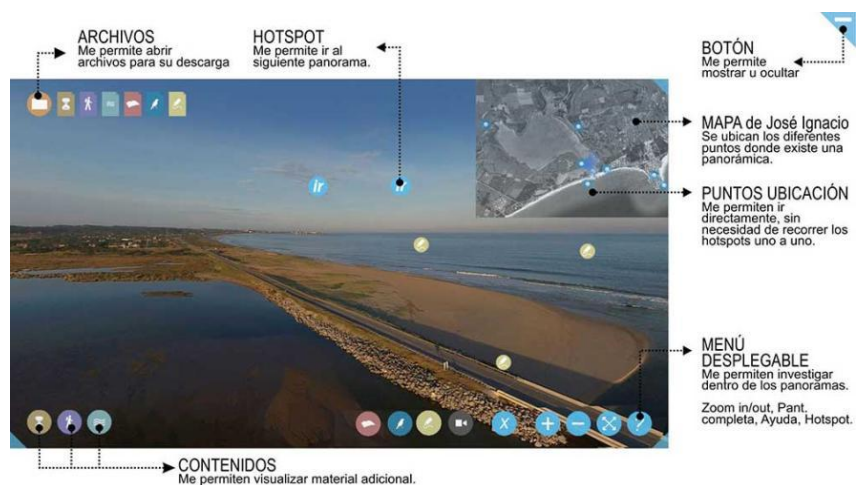 ARCHIVOS
Me permite abrir
archivos para su descarga
HOTSPOT
Me permite ir al
siguiente panorama.
BOTÓN
Me permite
mostrar u ocultar
MAPA de José Ignacio
Se ubican los diferentes
puntos donde existe una
panorámica.
PUNTOS UBICACIÓN
Me permiten ir
directamente, sin
necesidad de recorrer los
hotspots uno a uno.
Ir
Ir
MENÚ
DESPLEGABLE
Me permiten investigar
dentro de los panoramas.
Zoom in/out, Pant.
completa, Ayuda, Hotspot.
X
?
CONTENIDOS
Me permiten visualizar material adicional.